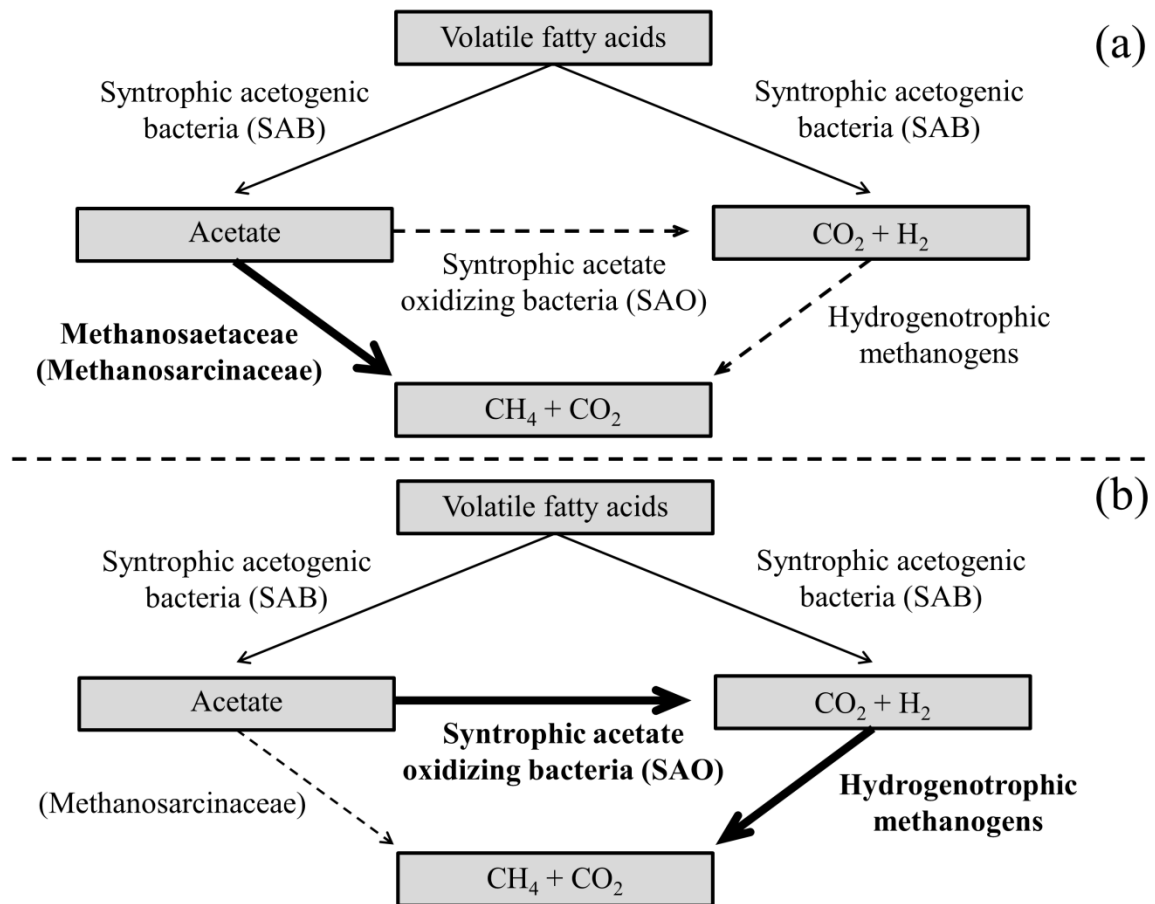 Volatile fatty acids
(a)
Syntrophic acetogenic
bacteria (SAB)
Syntrophic acetogenic
bacteria (SAB)
Acetate
CO₂ + H₂
Syntrophic acetate
oxidizing bacteria (SAO)
Methanosaetaceae
(Methanosarcinaceae)
Hydrogenotrophic
methanogens
CH₄ + CO₂
Volatile fatty acids
(b)
Syntrophic acetogenic
bacteria (SAB)
Syntrophic acetogenic
bacteria (SAB)
Acetate
CO₂ + H₂
Syntrophic acetate
oxidizing bacteria (SAO)
(Methanosarcinaceae)
Hydrogenotrophic
methanogens
CH₄ + CO₂